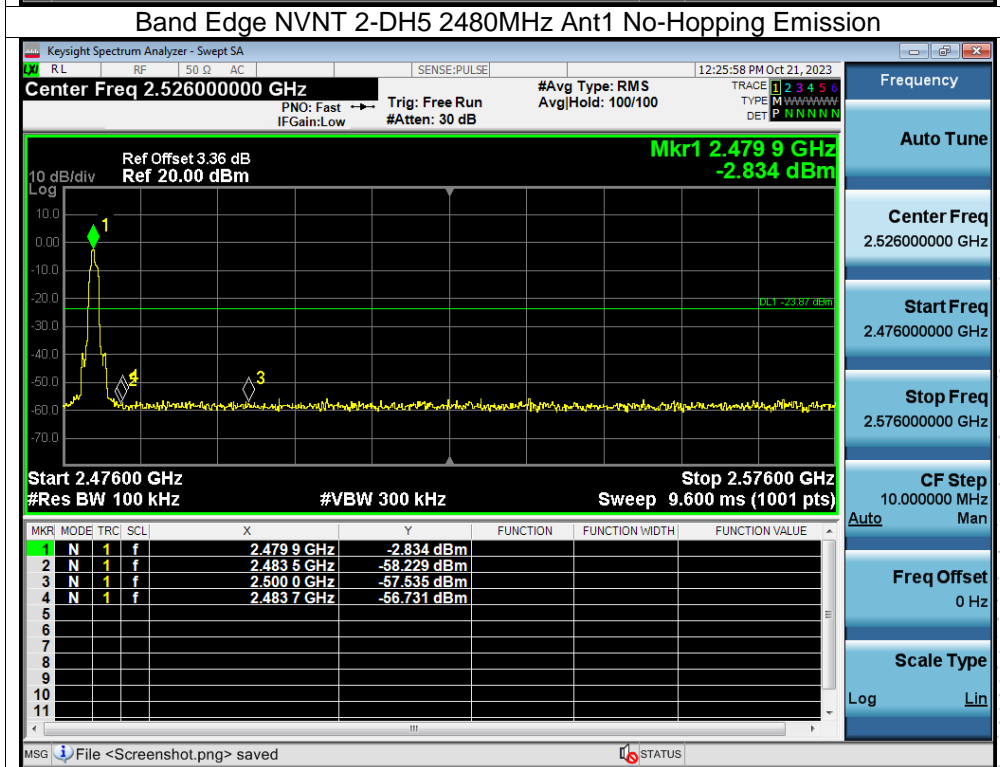 Band Edge NVNT 2-DH5 2480MHz Ant1 No-Hopping Emission
Keysight Spectrum Analyzer - Swept SA
LXI RL RF 50 Ω AC SENSE:PULSE 12:25:58 PM Oct 21, 2023
Center Freq 2.526000000 GHz #Avg Type: RMS TRACE 1 2 3 4 5 6
PNO: Fast Trig: Free Run Avg|Hold: 100/100 TYPE M WWWWW
IFGain:Low #Atten: 30 dB DET P N N N N N
Mkr1 2.479 9 GHz
-2.834 dBm
Ref Offset 3.36 dB
10 dB/div Ref 20.00 dBm
Log
10.0
0.00
-10.0
-20.0
-30.0
-40.0
-50.0
-60.0
-70.0
1
DL1 -23.87 dBm
4
2
3
Start 2.47600 GHz Stop 2.57600 GHz
#Res BW 100 kHz #VBW 300 kHz Sweep 9.600 ms (1001 pts)
MKR MODE TRC SCL X Y FUNCTION FUNCTION WIDTH FUNCTION VALUE
1 N 1 f 2.479 9 GHz -2.834 dBm
2 N 1 f 2.483 5 GHz -58.229 dBm
3 N 1 f 2.500 0 GHz -57.535 dBm
4 N 1 f 2.483 7 GHz -56.731 dBm
5
6
7
8
9
10
11
MSG File <Screenshot.png> saved STATUS
Frequency
Auto Tune
Center Freq
2.526000000 GHz
Start Freq
2.476000000 GHz
Stop Freq
2.576000000 GHz
CF Step
10.000000 MHz
Auto Man
Freq Offset
0 Hz
Scale Type
Log Lin